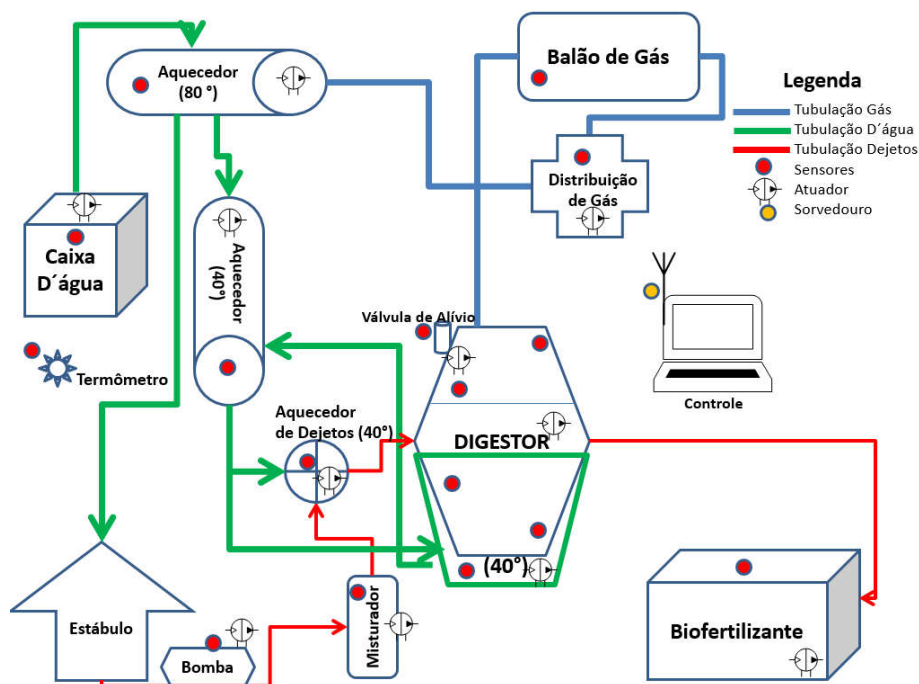 Aquecedor
(80 °)
Balão de Gás
Legenda
Tubulação Gás
Tubulação D´água
Tubulação Dejetos
Sensores
Atuador
Sorvedouro
Distribuição
de Gás
Caixa
D´água
Aquecedor
(40°)
Válvula de Alívio
Termômetro
Controle
Aquecedor
de Dejetos (40°)
DIGESTOR
(40°)
Estábulo
Bomba
Misturador
Biofertilizante